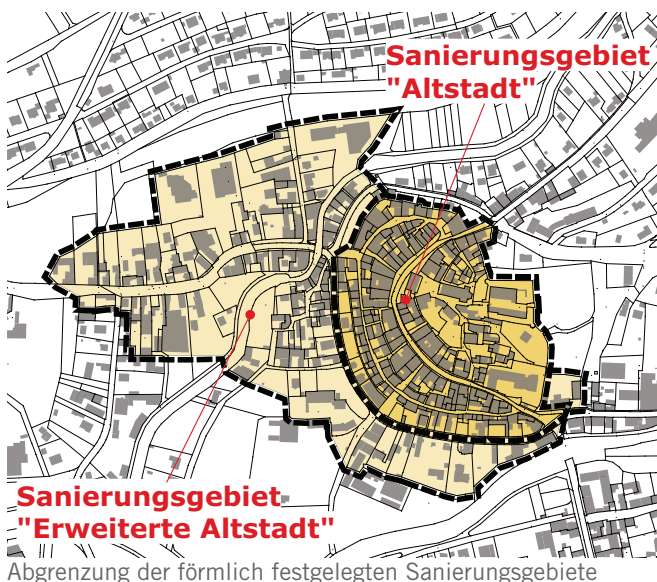 Sanierungsgebiet
"Altstadt"
Sanierungsgebiet
"Erweiterte Altstadt"
Abgrenzung der förmlich festgelegten Sanierungsgebiete